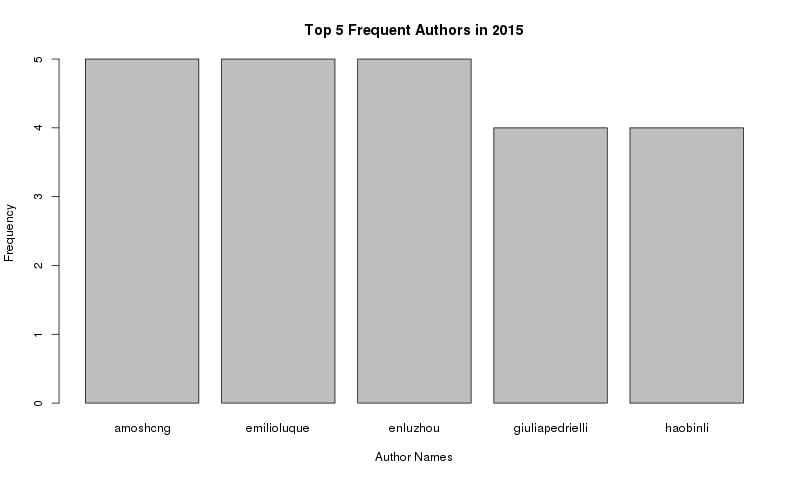 Top 5 Frequent Authors in 2015
Frequency
5
4
3
2
1
0
amoshcng emilioluque enluzhou giuliapedrielli haobinli
Author Names